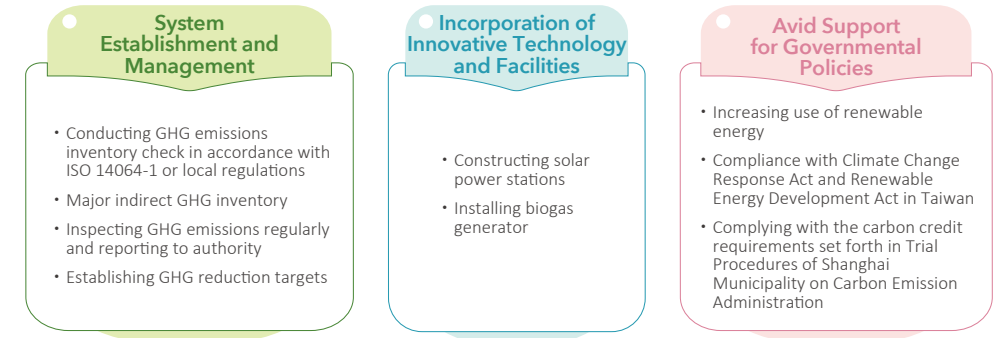 System
Establishment and
Management
• Conducting GHG emissions
inventory check in accordance with
ISO 14064-1 or local regulations
• Major indirect GHG inventory
• Inspecting GHG emissions regularly
and reporting to authority
• Establishing GHG reduction targets
Incorporation of
Innovative Technology
and Facilities
• Constructing solar
power stations
• Installing biogas
generator
Avid Support
for Governmental
Policies
• Increasing use of renewable
energy
• Compliance with Climate Change
Response Act and Renewable
Energy Development Act in Taiwan
• Complying with the carbon credit
requirements set forth in Trial
Procedures of Shanghai
Municipality on Carbon Emission
Administration